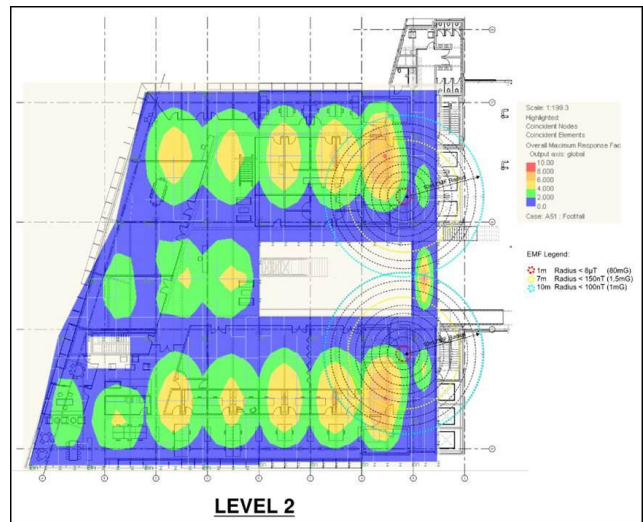 Scale: 1:199.3
Highlighted:
Coincident Nodes
Coincident Elements
Overall Maximum Response Fac
Output axis: global
10.00
8.000
6.000
4.000
2.000
0.0
Case: A51 : Footfall
EMF Legend:
1m Radius < 8µT (80mG)
7m Radius < 150nT (1,5mG)
10m Radius < 100nT (1mG)
LEVEL 2